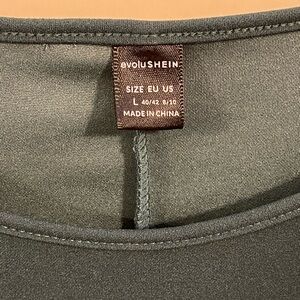 evoluSHEIN
SIZE EU US
L 40/42 8/10
MADE IN CHINA